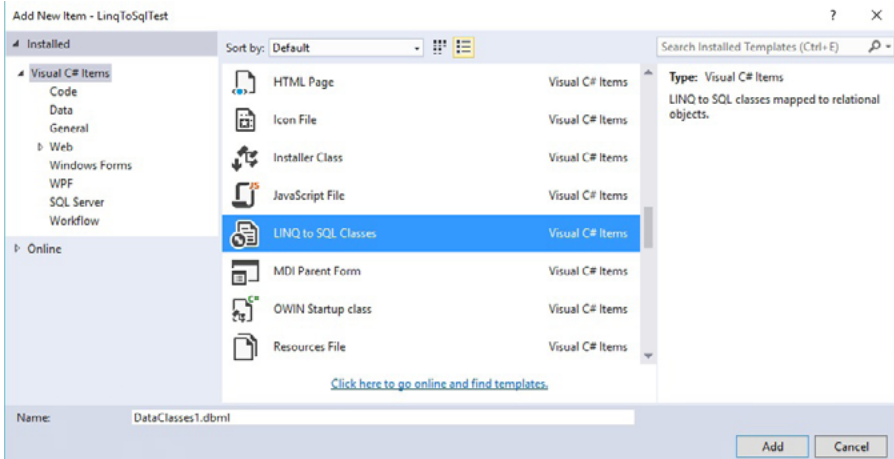 Add New Item - LinqToSqlTest
? ×
Installed
Sort by: Default
Search Installed Templates (Ctrl+E)
Visual C# Items
Code
Data
General
Web
Windows Forms
WPF
SQL Server
Workflow
Online
HTML Page Visual C# Items
Icon File Visual C# Items
Installer Class Visual C# Items
JS JavaScript File Visual C# Items
LINQ to SQL Classes Visual C# Items
MDI Parent Form Visual C# Items
C# OWIN Startup class Visual C# Items
Resources File Visual C# Items
Click here to go online and find templates.
Type: Visual C# Items
LINQ to SQL classes mapped to relational
objects.
Name: DataClasses1.dbml
Add Cancel